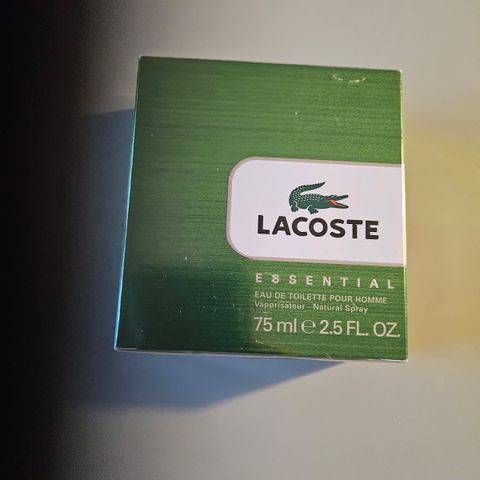 LACOSTE
ESSENTIAL
EAU DE TOILETTE POUR HOMME
Vaporisateur - Natural Spray
75 ml ℮ 2.5 FL. OZ.